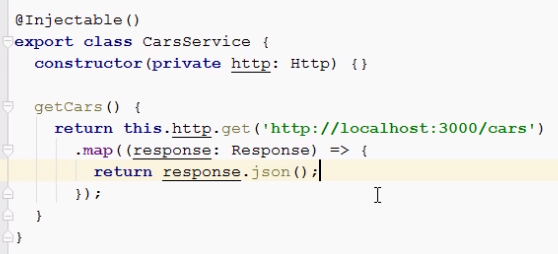 @Injectable()
export class CarsService {
constructor(private http: Http) {}
getCars() {
return this.http.get('http://localhost:3000/cars')
.map((response: Response) => {
return response.json();
});
}
}